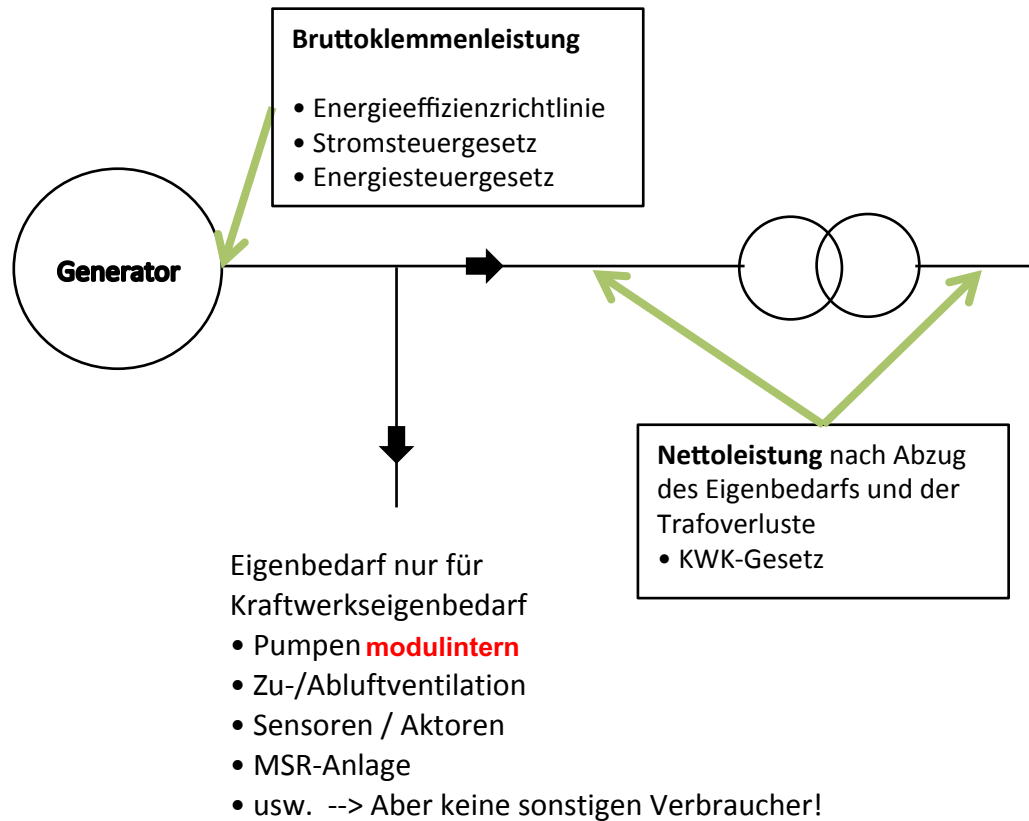 Bruttoklemmenleistung
• Energieeffizienzrichtlinie
• Stromsteuergesetz
• Energiesteuergesetz
Generator
Nettoleistung nach Abzug
des Eigenbedarfs und der
Trafoverluste
• KWK-Gesetz
Eigenbedarf nur für
Kraftwerkseigenbedarf
• Pumpen modulintern
• Zu-/Abluftventilation
• Sensoren / Aktoren
• MSR-Anlage
• usw. --> Aber keine sonstigen Verbraucher!